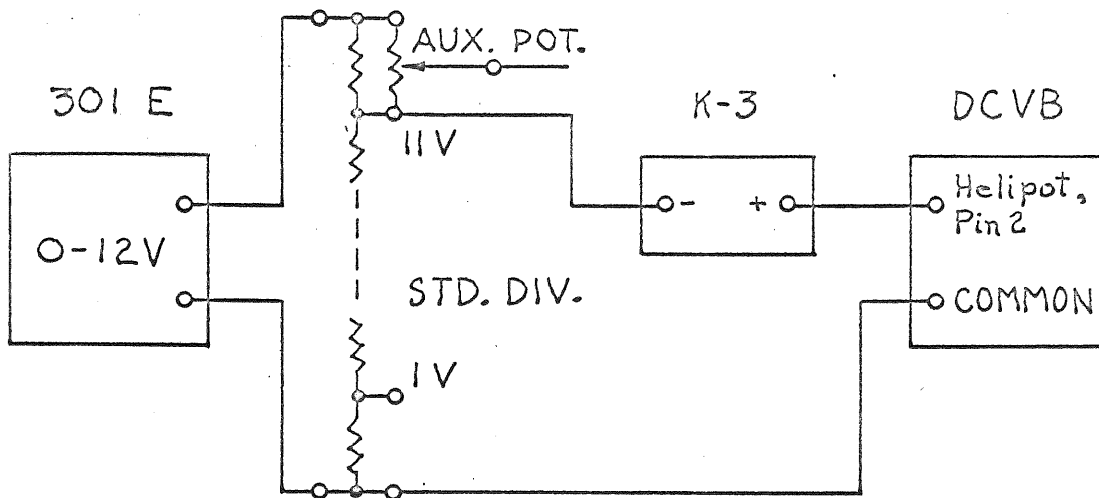 301 E
0-12V
AUX. POT.
11V
STD. DIV.
1V
K-3
- +
DCVB
Helipot,
Pin 2
COMMON